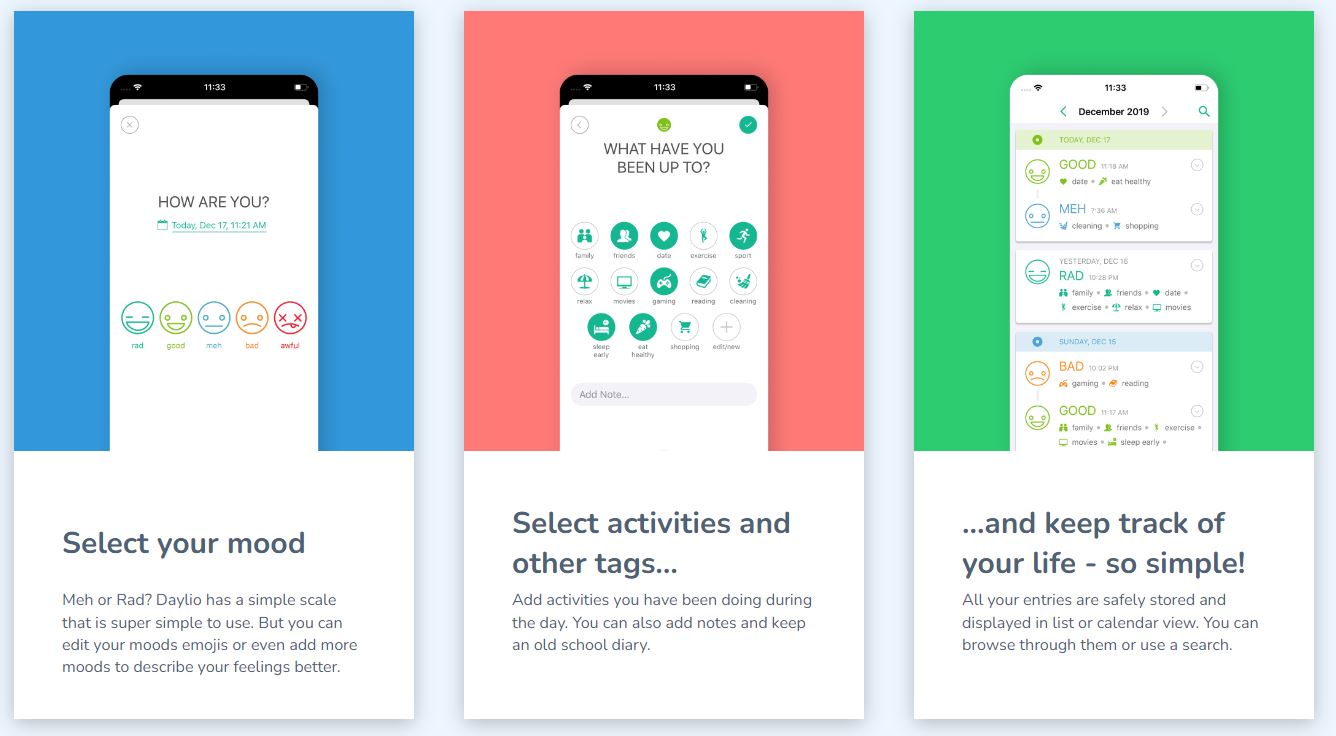 11:33
HOW ARE YOU?
Today, Dec 17, 11:21 AM
rad good meh bad awful
Select your mood
Meh or Rad? Daylio has a simple scale
that is super simple to use. But you can
edit your moods emojis or even add more
moods to describe your feelings better.
11:33
WHAT HAVE YOU
BEEN UP TO?
family friends date exercise sport
relax movies gaming reading cleaning
sleep early eat healthy shopping edit/new
Add Note...
Select activities and
other tags...
Add activities you have been doing during
the day. You can also add notes and keep
an old school diary.
11:33
December 2019
TODAY, DEC 17
GOOD 11:18 AM
date • eat healthy
MEH 7:36 AM
cleaning • shopping
YESTERDAY, DEC 16
RAD 10:28 PM
family • friends • date •
exercise • relax • movies
SUNDAY, DEC 15
BAD 10:02 PM
gaming • reading
GOOD 11:17 AM
family • friends • exercise •
movies • sleep early •
...and keep track of
your life - so simple!
All your entries are safely stored and
displayed in list or calendar view. You can
browse through them or use a search.